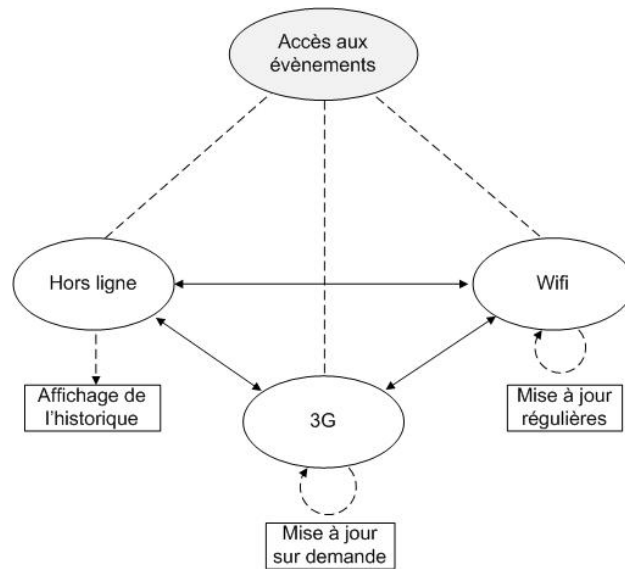 Accès aux
évènements
Hors ligne
Wifi
Affichage de
l'historique
3G
Mise à jour
régulières
Mise à jour
sur demande